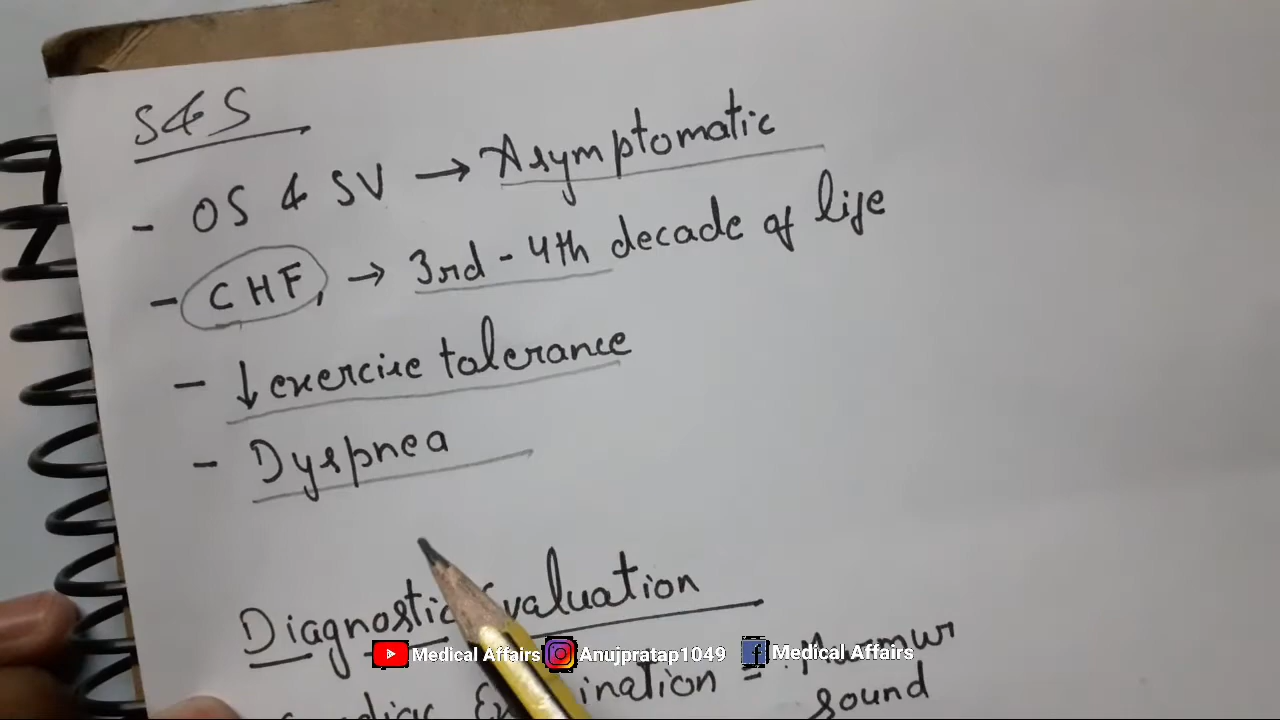 S & S
- OS & SV → Asymptomatic
- CHF, → 3rd - 4th decade of life
- ↓ exercise tolerance
- Dyspnea
Diagnostic Evaluation
Medical Affairs Anujpratap1049 Medical Affairs
= murmur
sound